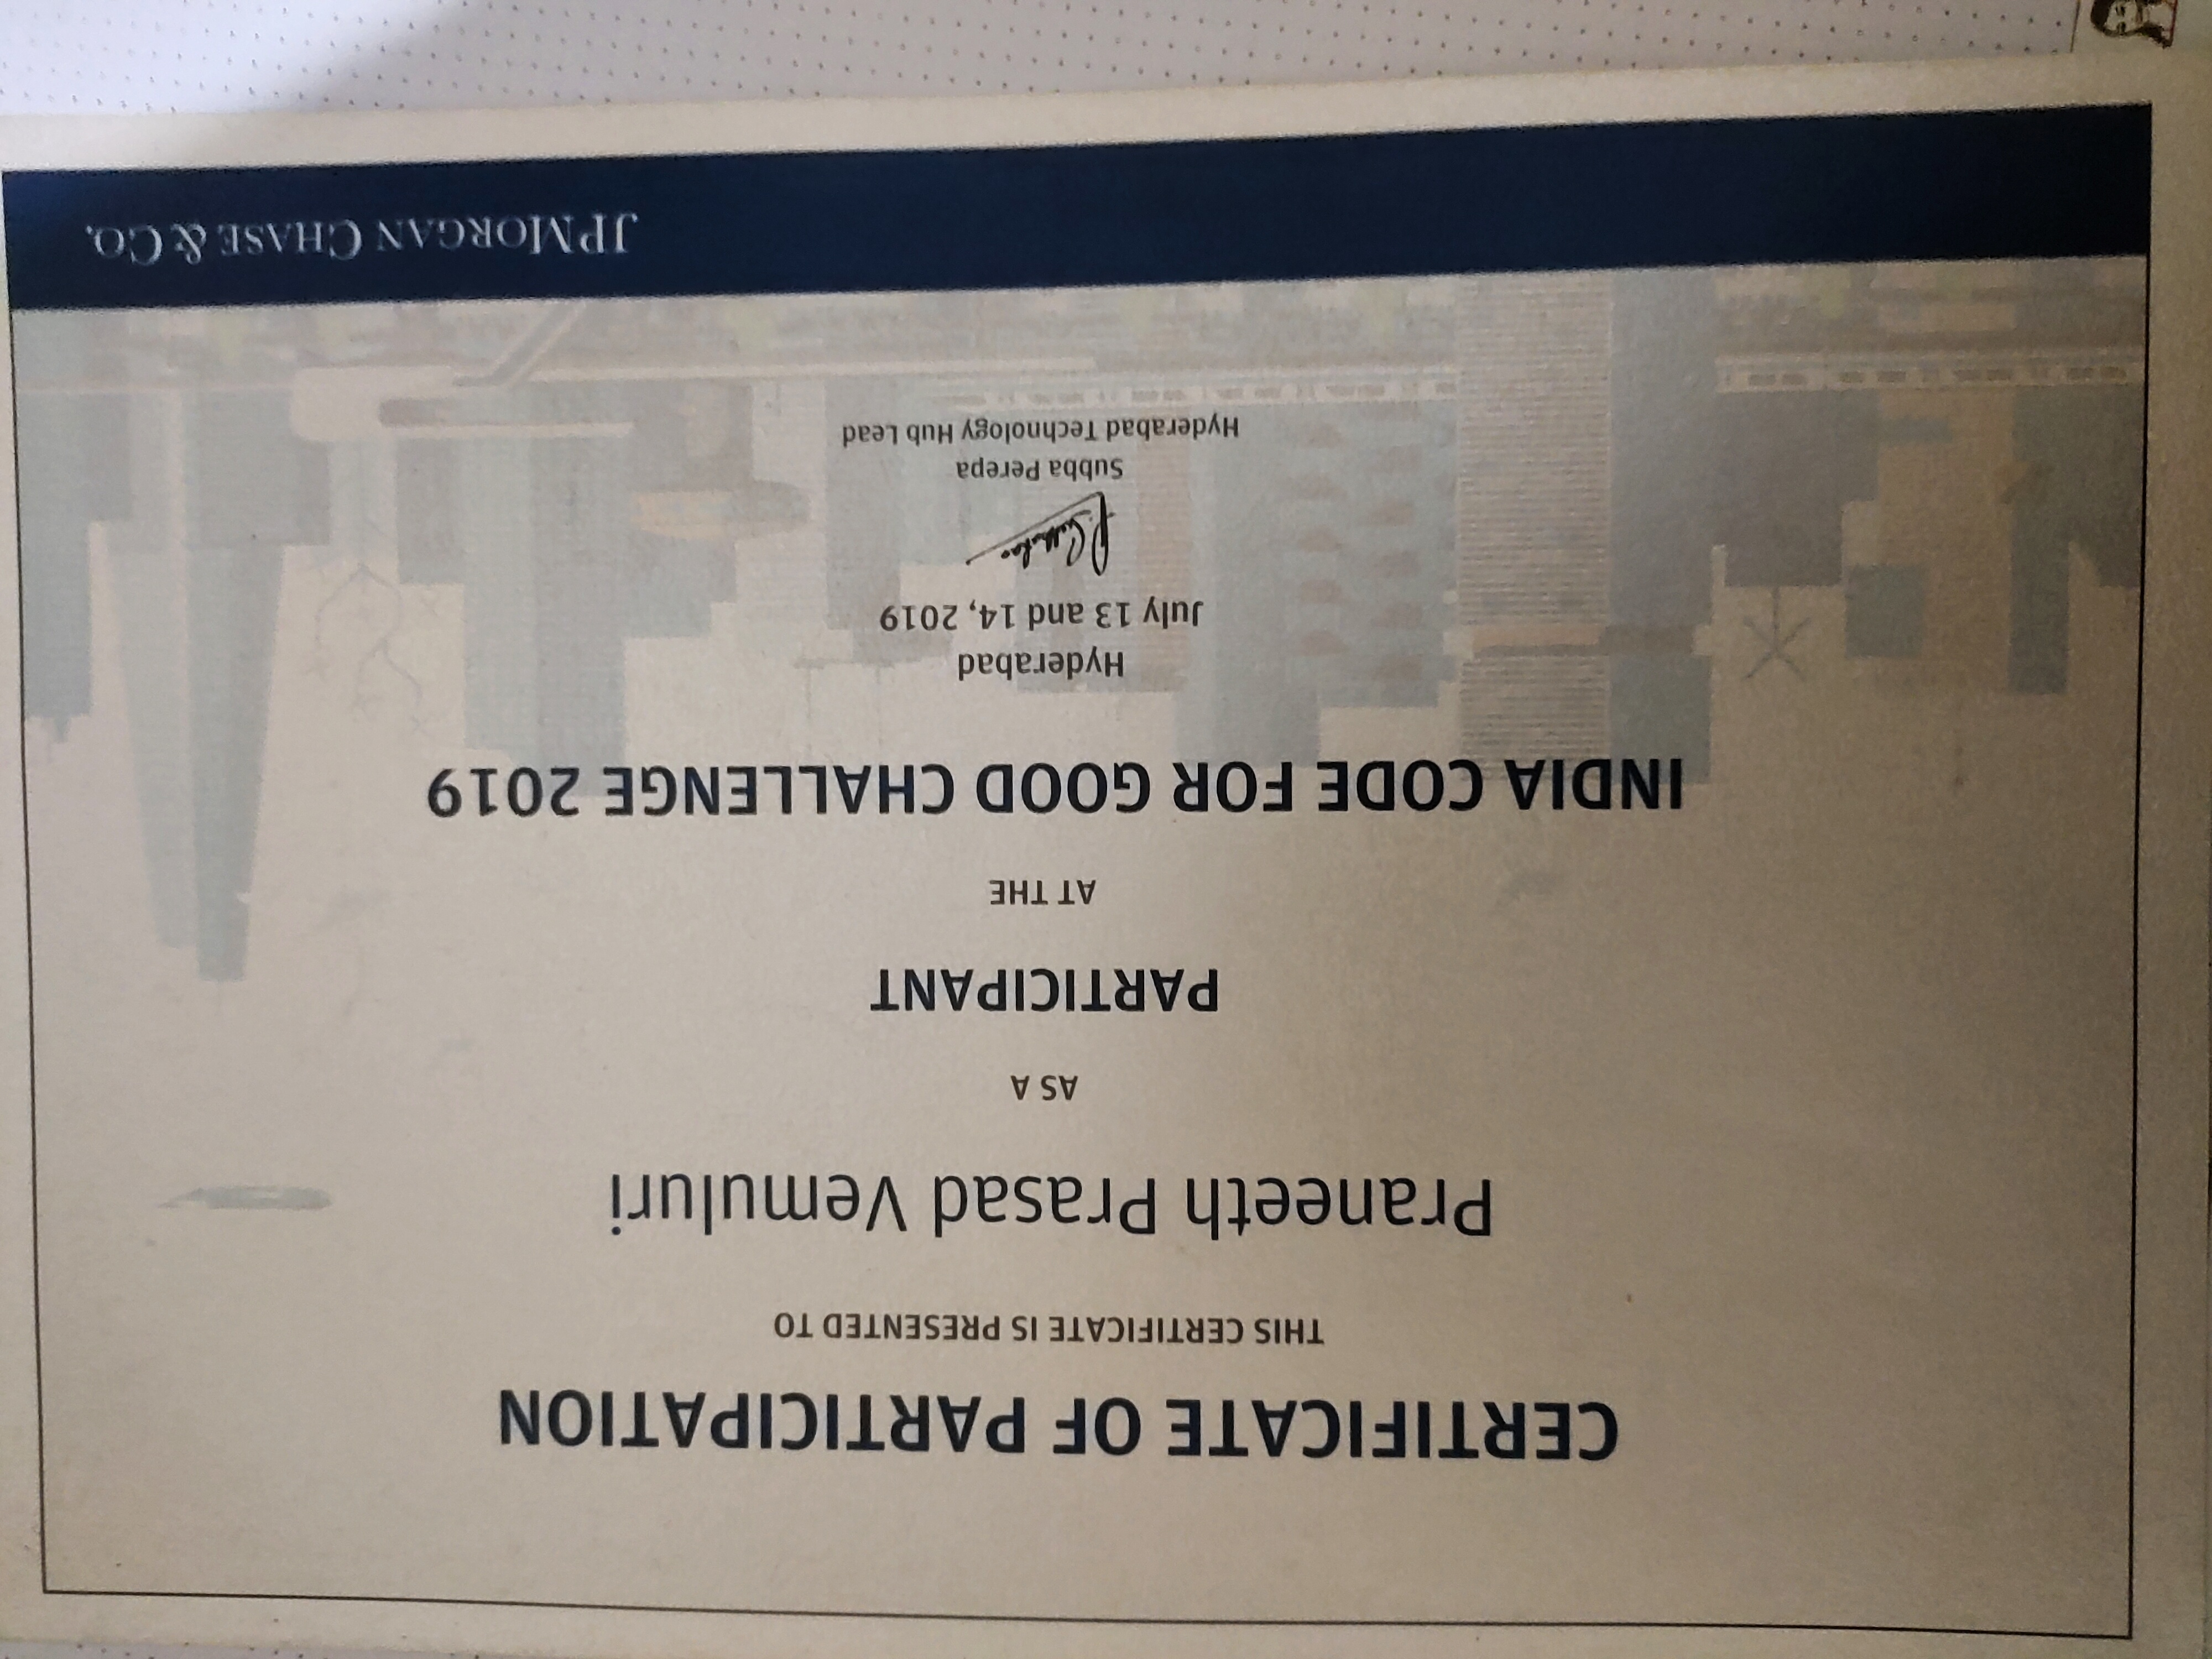 CERTIFICATE OF PARTICIPATION
THIS CERTIFICATE IS PRESENTED TO
Praneeth Prasad Vemuluri
AS A
PARTICIPANT
AT THE
INDIA CODE FOR GOOD CHALLENGE 2019
Hyderabad
July 13 and 14, 2019
Subba Perepa
Hyderabad Technology Hub Lead
JPMORGAN CHASE & CO.